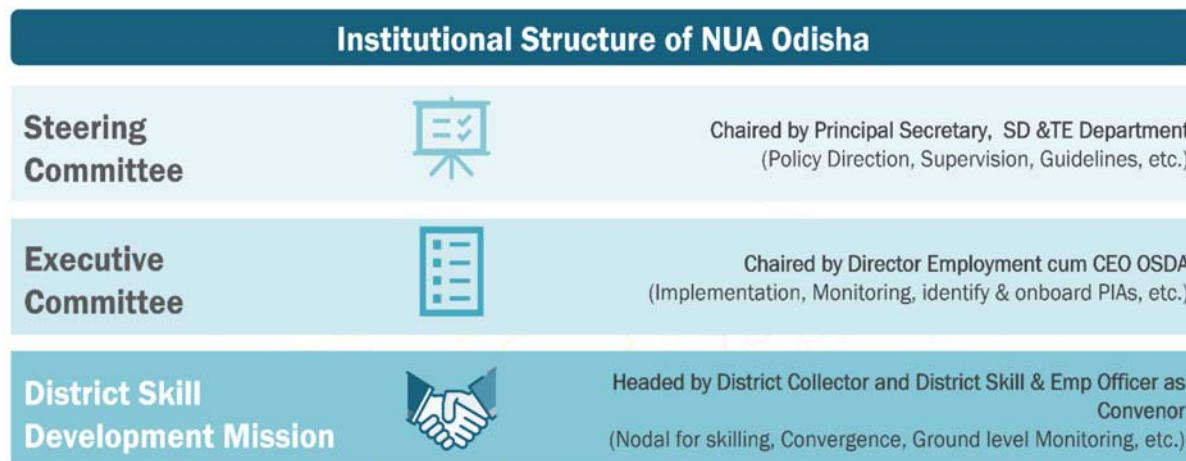 Institutional Structure of NUA Odisha
Steering
Committee
Chaired by Principal Secretary, SD &TE Department
(Policy Direction, Supervision, Guidelines, etc.)
Executive
Committee
Chaired by Director Employment cum CEO OSDA
(Implementation, Monitoring, identify & onboard PIAs, etc.)
District Skill
Development Mission
Headed by District Collector and District Skill & Emp Officer as
Convenor
(Nodal for skilling, Convergence, Ground level Monitoring, etc.)